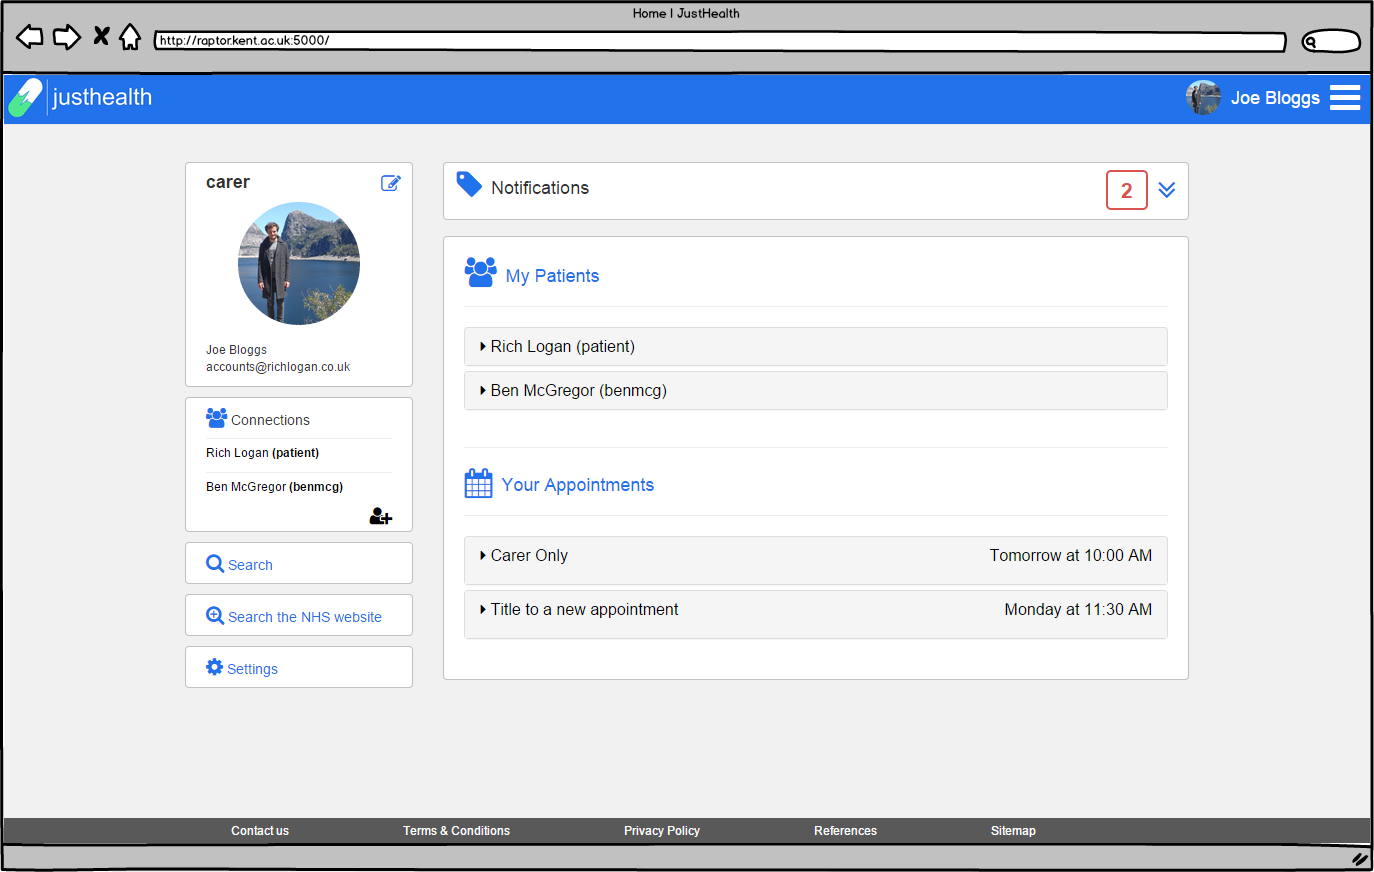 Home | JustHealth
http://raptor.kent.ac.uk:5000/
justhealth
Joe Bloggs
carer
Joe Bloggs
accounts@richlogan.co.uk
Connections
Rich Logan (patient)
Ben McGregor (benmcg)
Search
Search the NHS website
Settings
Notifications
2
My Patients
Rich Logan (patient)
Ben McGregor (benmcg)
Your Appointments
Carer Only Tomorrow at 10:00 AM
Title to a new appointment Monday at 11:30 AM
Contact us Terms & Conditions Privacy Policy References Sitemap